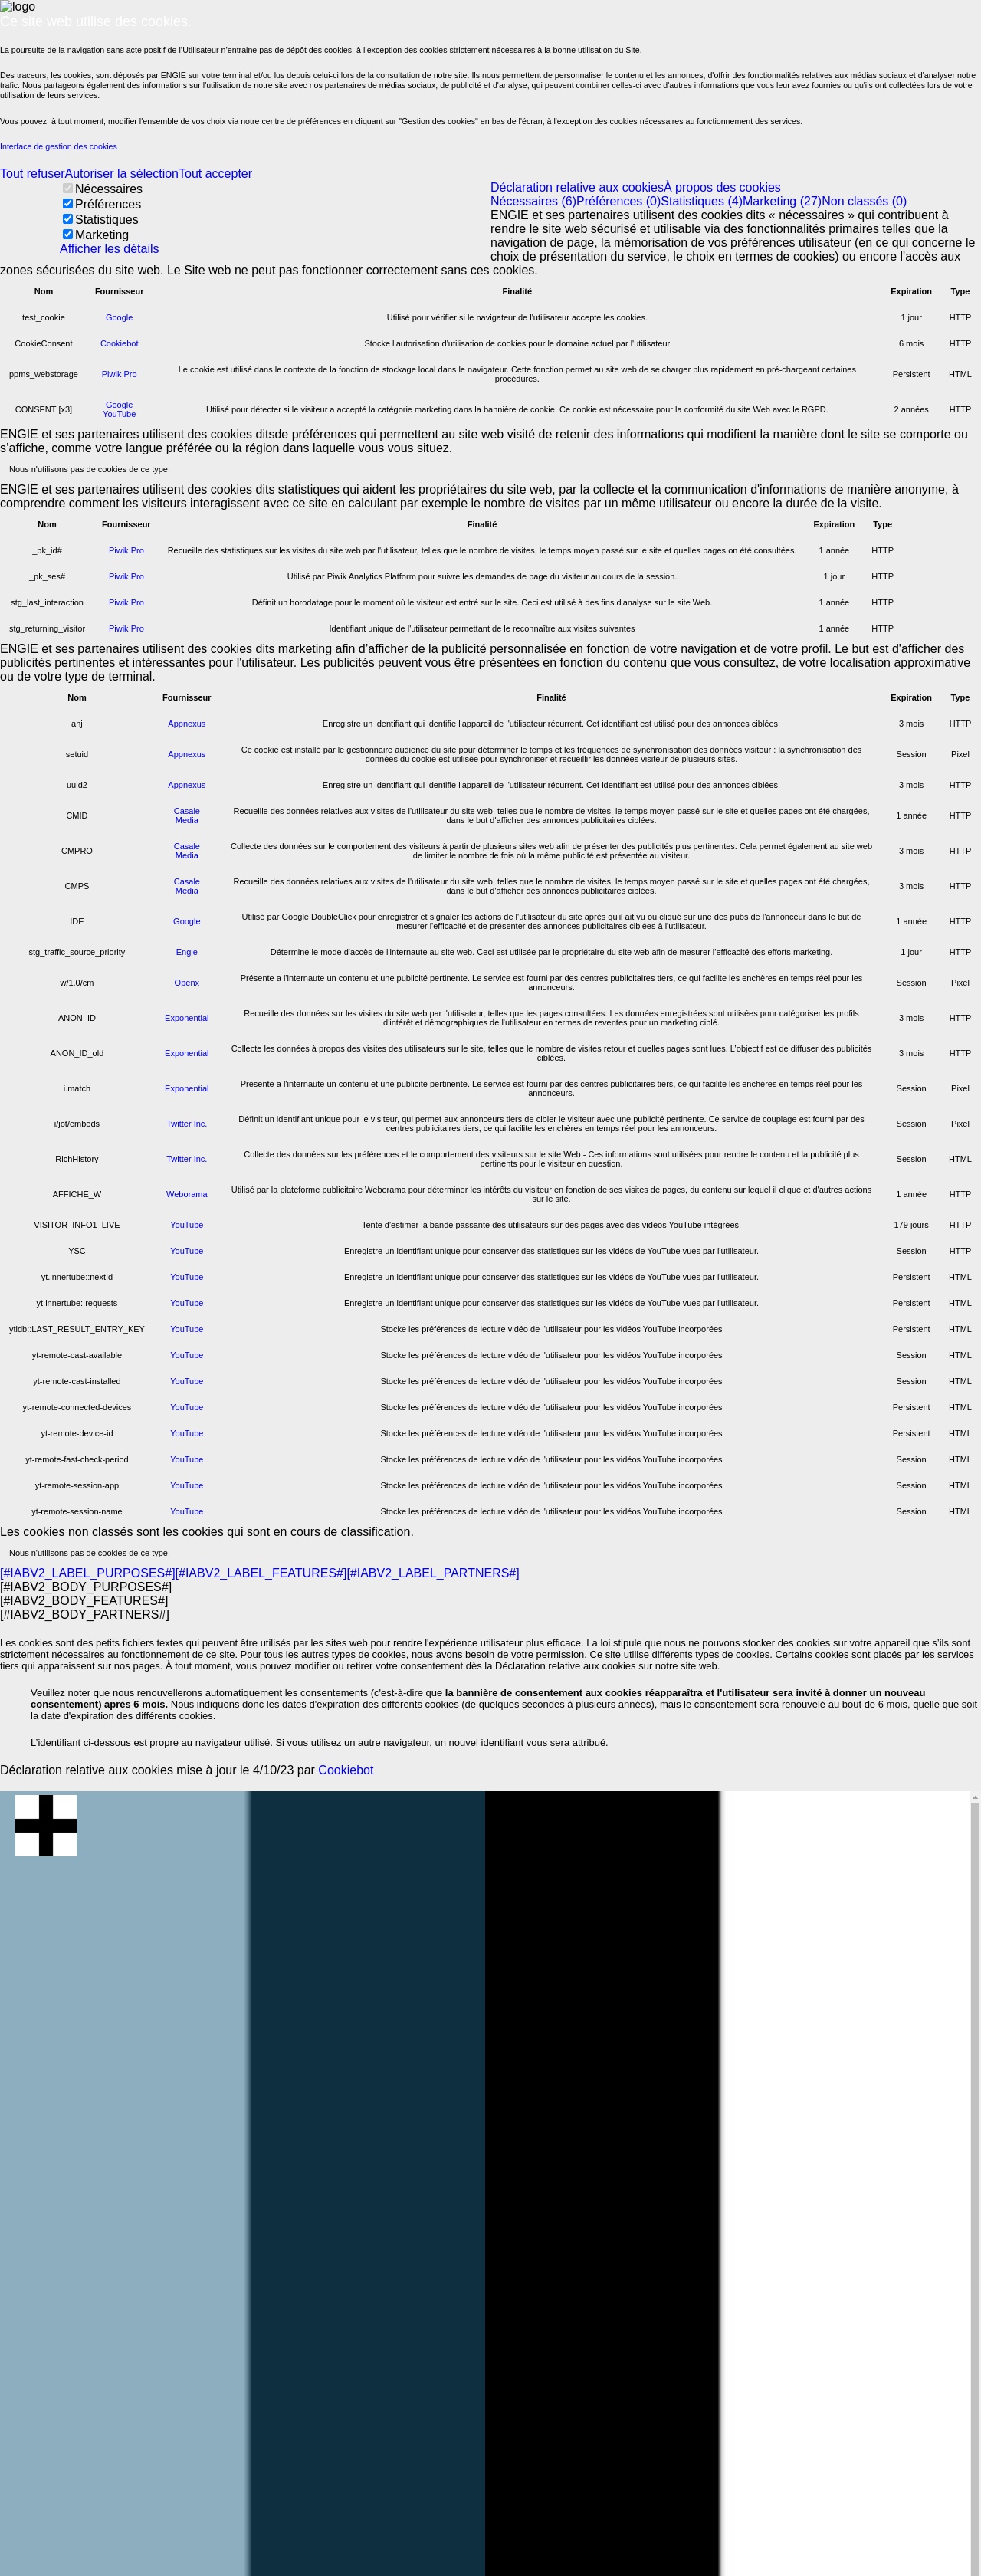 logo
Ce site web utilise des cookies.
La poursuite de la navigation sans acte positif de l'Utilisateur n'entraine pas de dépôt des cookies, à l'exception des cookies strictement nécessaires à la bonne utilisation du Site.
Des traceurs, les cookies, sont déposés par ENGIE sur votre terminal et/ou lus depuis celui-ci lors de la consultation de notre site. Ils nous permettent de personnaliser le contenu et les annonces, d'offrir des fonctionnalités relatives aux médias sociaux et d'analyser notre
trafic. Nous partageons également des informations sur l'utilisation de notre site avec nos partenaires de médias sociaux, de publicité et d'analyse, qui peuvent combiner celles-ci avec d'autres informations que vous leur avez fournies ou qu'ils ont collectées lors de votre
utilisation de leurs services.
Vous pouvez, à tout moment, modifier l'ensemble de vos choix via notre centre de préférences en cliquant sur "Gestion des cookies" en bas de l'écran, à l'exception des cookies nécessaires au fonctionnement des services.
Interface de gestion des cookies
Tout refuserAutoriser la sélectionTout accepter
Nécessaires
Préférences
Statistiques
Marketing
Afficher les détails
Déclaration relative aux cookiesÀ propos des cookies
Nécessaires (6)Préférences (0)Statistiques (4)Marketing (27)Non classés (0)
ENGIE et ses partenaires utilisent des cookies dits « nécessaires » qui contribuent à
rendre le site web sécurisé et utilisable via des fonctionnalités primaires telles que la
navigation de page, la mémorisation de vos préférences utilisateur (en ce qui concerne le
choix de présentation du service, le choix en termes de cookies) ou encore l'accès aux
zones sécurisées du site web. Le Site web ne peut pas fonctionner correctement sans ces cookies.
Nom Fournisseur Finalité Expiration Type
test_cookie Google Utilisé pour vérifier si le navigateur de l'utilisateur accepte les cookies. 1 jour HTTP
CookieConsent Cookiebot Stocke l'autorisation d'utilisation de cookies pour le domaine actuel par l'utilisateur 6 mois HTTP
ppms_webstorage Piwik Pro Le cookie est utilisé dans le contexte de la fonction de stockage local dans le navigateur. Cette fonction permet au site web de se charger plus rapidement en pré-chargeant certaines
procédures. Persistent HTML
CONSENT [x3] Google
YouTube Utilisé pour détecter si le visiteur a accepté la catégorie marketing dans la bannière de cookie. Ce cookie est nécessaire pour la conformité du site Web avec le RGPD. 2 années HTTP
ENGIE et ses partenaires utilisent des cookies ditsde préférences qui permettent au site web visité de retenir des informations qui modifient la manière dont le site se comporte ou
s'affiche, comme votre langue préférée ou la région dans laquelle vous vous situez.
Nous n'utilisons pas de cookies de ce type.
ENGIE et ses partenaires utilisent des cookies dits statistiques qui aident les propriétaires du site web, par la collecte et la communication d'informations de manière anonyme, à
comprendre comment les visiteurs interagissent avec ce site en calculant par exemple le nombre de visites par un même utilisateur ou encore la durée de la visite.
Nom Fournisseur Finalité Expiration Type
_pk_id# Piwik Pro Recueille des statistiques sur les visites du site web par l'utilisateur, telles que le nombre de visites, le temps moyen passé sur le site et quelles pages on été consultées. 1 année HTTP
_pk_ses# Piwik Pro Utilisé par Piwik Analytics Platform pour suivre les demandes de page du visiteur au cours de la session. 1 jour HTTP
stg_last_interaction Piwik Pro Définit un horodatage pour le moment où le visiteur est entré sur le site. Ceci est utilisé à des fins d'analyse sur le site Web. 1 année HTTP
stg_returning_visitor Piwik Pro Identifiant unique de l'utilisateur permettant de le reconnaître aux visites suivantes 1 année HTTP
ENGIE et ses partenaires utilisent des cookies dits marketing afin d'afficher de la publicité personnalisée en fonction de votre navigation et de votre profil. Le but est d'afficher des
publicités pertinentes et intéressantes pour l'utilisateur. Les publicités peuvent vous être présentées en fonction du contenu que vous consultez, de votre localisation approximative
ou de votre type de terminal.
Nom Fournisseur Finalité Expiration Type
anj Appnexus Enregistre un identifiant qui identifie l'appareil de l'utilisateur récurrent. Cet identifiant est utilisé pour des annonces ciblées. 3 mois HTTP
setuid Appnexus Ce cookie est installé par le gestionnaire audience du site pour déterminer le temps et les fréquences de synchronisation des données visiteur : la synchronisation des
données du cookie est utilisée pour synchroniser et recueillir les données visiteur de plusieurs sites. Session Pixel
uuid2 Appnexus Enregistre un identifiant qui identifie l'appareil de l'utilisateur récurrent. Cet identifiant est utilisé pour des annonces ciblées. 3 mois HTTP
CMID Casale
Media Recueille des données relatives aux visites de l'utilisateur du site web, telles que le nombre de visites, le temps moyen passé sur le site et quelles pages ont été chargées,
dans le but d'afficher des annonces publicitaires ciblées. 1 année HTTP
CMPRO Casale
Media Collecte des données sur le comportement des visiteurs à partir de plusieurs sites web afin de présenter des publicités plus pertinentes. Cela permet également au site web
de limiter le nombre de fois où la même publicité est présentée au visiteur. 3 mois HTTP
CMPS Casale
Media Recueille des données relatives aux visites de l'utilisateur du site web, telles que le nombre de visites, le temps moyen passé sur le site et quelles pages ont été chargées,
dans le but d'afficher des annonces publicitaires ciblées. 3 mois HTTP
IDE Google Utilisé par Google DoubleClick pour enregistrer et signaler les actions de l'utilisateur du site après qu'il ait vu ou cliqué sur une des pubs de l'annonceur dans le but de
mesurer l'efficacité et de présenter des annonces publicitaires ciblées à l'utilisateur. 1 année HTTP
stg_traffic_source_priority Engie Détermine le mode d'accès de l'internaute au site web. Ceci est utilisée par le propriétaire du site web afin de mesurer l'efficacité des efforts marketing. 1 jour HTTP
w/1.0/cm Openx Présente a l'internaute un contenu et une publicité pertinente. Le service est fourni par des centres publicitaires tiers, ce qui facilite les enchères en temps réel pour les
annonceurs. Session Pixel
ANON_ID Exponential Recueille des données sur les visites du site web par l'utilisateur, telles que les pages consultées. Les données enregistrées sont utilisées pour catégoriser les profils
d'intérêt et démographiques de l'utilisateur en termes de reventes pour un marketing ciblé. 3 mois HTTP
ANON_ID_old Exponential Collecte les données à propos des visites des utilisateurs sur le site, telles que le nombre de visites retour et quelles pages sont lues. L'objectif est de diffuser des publicités
ciblées. 3 mois HTTP
i.match Exponential Présente a l'internaute un contenu et une publicité pertinente. Le service est fourni par des centres publicitaires tiers, ce qui facilite les enchères en temps réel pour les
annonceurs. Session Pixel
i/jot/embeds Twitter Inc. Définit un identifiant unique pour le visiteur, qui permet aux annonceurs tiers de cibler le visiteur avec une publicité pertinente. Ce service de couplage est fourni par des
centres publicitaires tiers, ce qui facilite les enchères en temps réel pour les annonceurs. Session Pixel
RichHistory Twitter Inc. Collecte des données sur les préférences et le comportement des visiteurs sur le site Web - Ces informations sont utilisées pour rendre le contenu et la publicité plus
pertinents pour le visiteur en question. Session HTML
AFFICHE_W Weborama Utilisé par la plateforme publicitaire Weborama pour déterminer les intérêts du visiteur en fonction de ses visites de pages, du contenu sur lequel il clique et d'autres actions
sur le site. 1 année HTTP
VISITOR_INFO1_LIVE YouTube Tente d'estimer la bande passante des utilisateurs sur des pages avec des vidéos YouTube intégrées. 179 jours HTTP
YSC YouTube Enregistre un identifiant unique pour conserver des statistiques sur les vidéos de YouTube vues par l'utilisateur. Session HTTP
yt.innertube::nextId YouTube Enregistre un identifiant unique pour conserver des statistiques sur les vidéos de YouTube vues par l'utilisateur. Persistent HTML
yt.innertube::requests YouTube Enregistre un identifiant unique pour conserver des statistiques sur les vidéos de YouTube vues par l'utilisateur. Persistent HTML
ytidb::LAST_RESULT_ENTRY_KEY YouTube Stocke les préférences de lecture vidéo de l'utilisateur pour les vidéos YouTube incorporées Persistent HTML
yt-remote-cast-available YouTube Stocke les préférences de lecture vidéo de l'utilisateur pour les vidéos YouTube incorporées Session HTML
yt-remote-cast-installed YouTube Stocke les préférences de lecture vidéo de l'utilisateur pour les vidéos YouTube incorporées Session HTML
yt-remote-connected-devices YouTube Stocke les préférences de lecture vidéo de l'utilisateur pour les vidéos YouTube incorporées Persistent HTML
yt-remote-device-id YouTube Stocke les préférences de lecture vidéo de l'utilisateur pour les vidéos YouTube incorporées Persistent HTML
yt-remote-fast-check-period YouTube Stocke les préférences de lecture vidéo de l'utilisateur pour les vidéos YouTube incorporées Session HTML
yt-remote-session-app YouTube Stocke les préférences de lecture vidéo de l'utilisateur pour les vidéos YouTube incorporées Session HTML
yt-remote-session-name YouTube Stocke les préférences de lecture vidéo de l'utilisateur pour les vidéos YouTube incorporées Session HTML
Les cookies non classés sont les cookies qui sont en cours de classification.
Nous n'utilisons pas de cookies de ce type.
[#IABV2_LABEL_PURPOSES#][#IABV2_LABEL_FEATURES#][#IABV2_LABEL_PARTNERS#]
[#IABV2_BODY_PURPOSES#]
[#IABV2_BODY_FEATURES#]
[#IABV2_BODY_PARTNERS#]
Les cookies sont des petits fichiers textes qui peuvent être utilisés par les sites web pour rendre l'expérience utilisateur plus efficace. La loi stipule que nous ne pouvons stocker des cookies sur votre appareil que s'ils sont
strictement nécessaires au fonctionnement de ce site. Pour tous les autres types de cookies, nous avons besoin de votre permission. Ce site utilise différents types de cookies. Certains cookies sont placés par les services
tiers qui apparaissent sur nos pages. À tout moment, vous pouvez modifier ou retirer votre consentement dès la Déclaration relative aux cookies sur notre site web.
Veuillez noter que nous renouvellerons automatiquement les consentements (c'est-à-dire que la bannière de consentement aux cookies réapparaîtra et l'utilisateur sera invité à donner un nouveau
consentement) après 6 mois. Nous indiquons donc les dates d'expiration des différents cookies (de quelques secondes à plusieurs années), mais le consentement sera renouvelé au bout de 6 mois, quelle que soit
la date d'expiration des différents cookies.
L'identifiant ci-dessous est propre au navigateur utilisé. Si vous utilisez un autre navigateur, un nouvel identifiant vous sera attribué.
Déclaration relative aux cookies mise à jour le 4/10/23 par Cookiebot